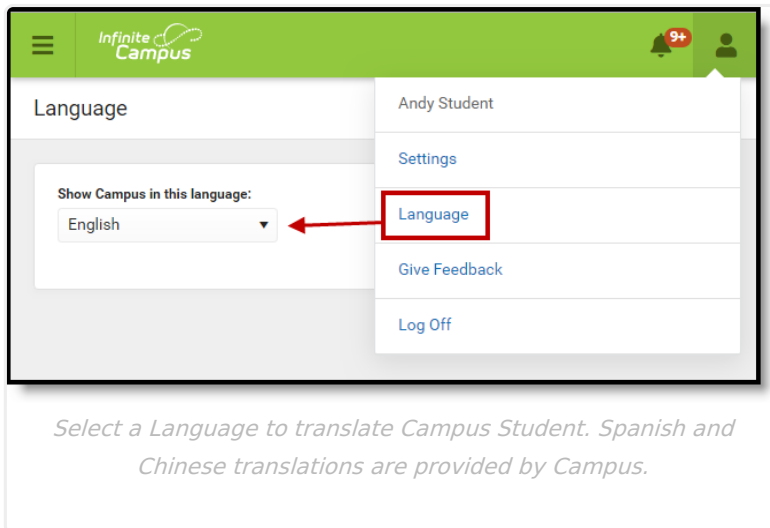 Infinite
Campus
9+
Language
Andy Student
Settings
Show Campus in this language:
English
Language
Give Feedback
Log Off
Select a Language to translate Campus Student. Spanish and
Chinese translations are provided by Campus.